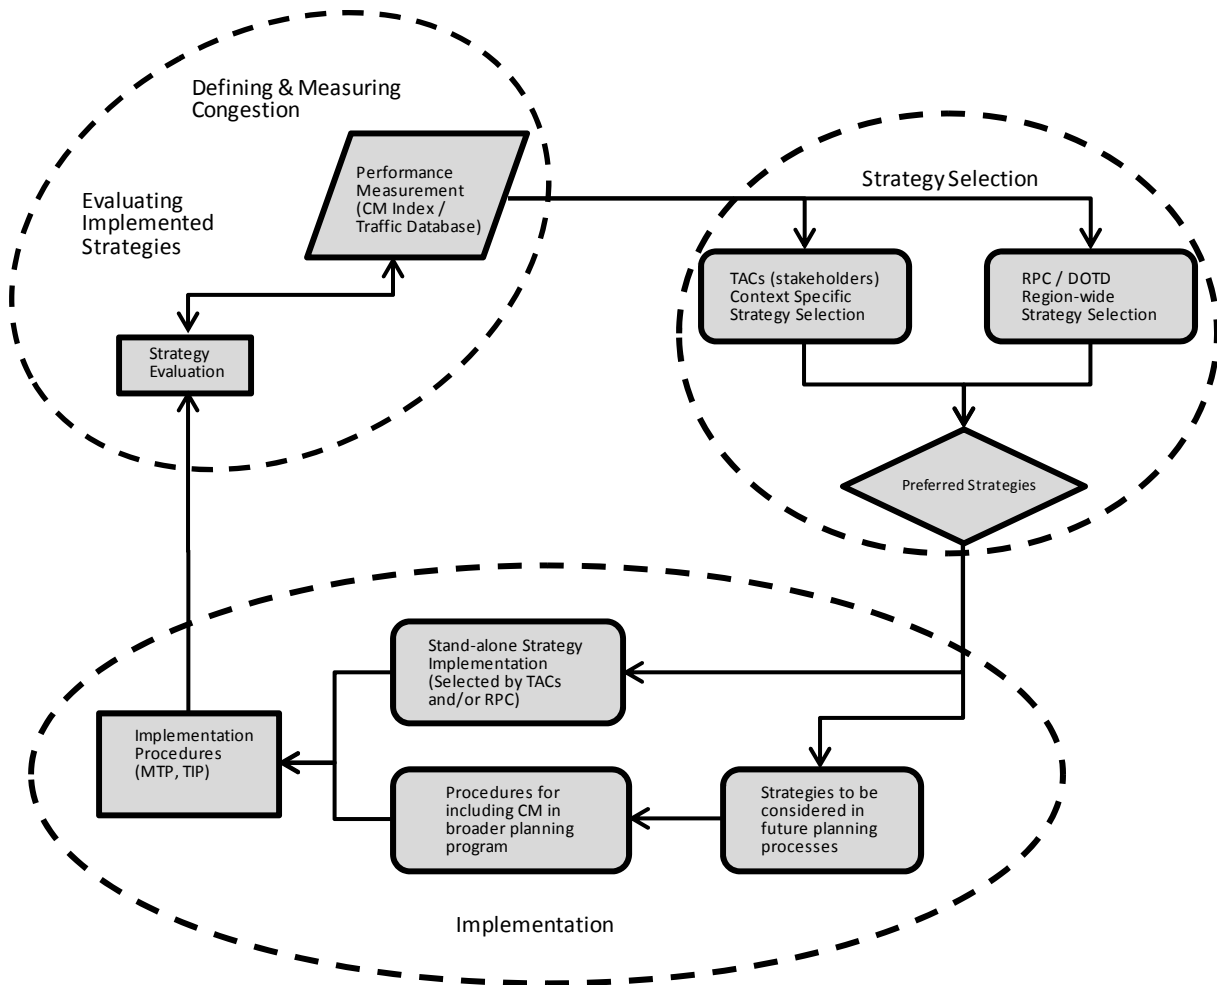 Defining & Measuring
Congestion
Performance
Measurement
(CM Index /
Traffic Database)
Evaluating
Implemented
Strategies
Strategy
Evaluation
Strategy Selection
TACs (stakeholders)
Context Specific
Strategy Selection
RPC / DOTD
Region-wide
Strategy Selection
Preferred Strategies
Stand-alone Strategy
Implementation
(Selected by TACs
and/or RPC)
Implementation
Procedures
(MTP, TIP)
Procedures for
including CM in
broader planning
program
Strategies to be
considered in
future planning
processes
Implementation